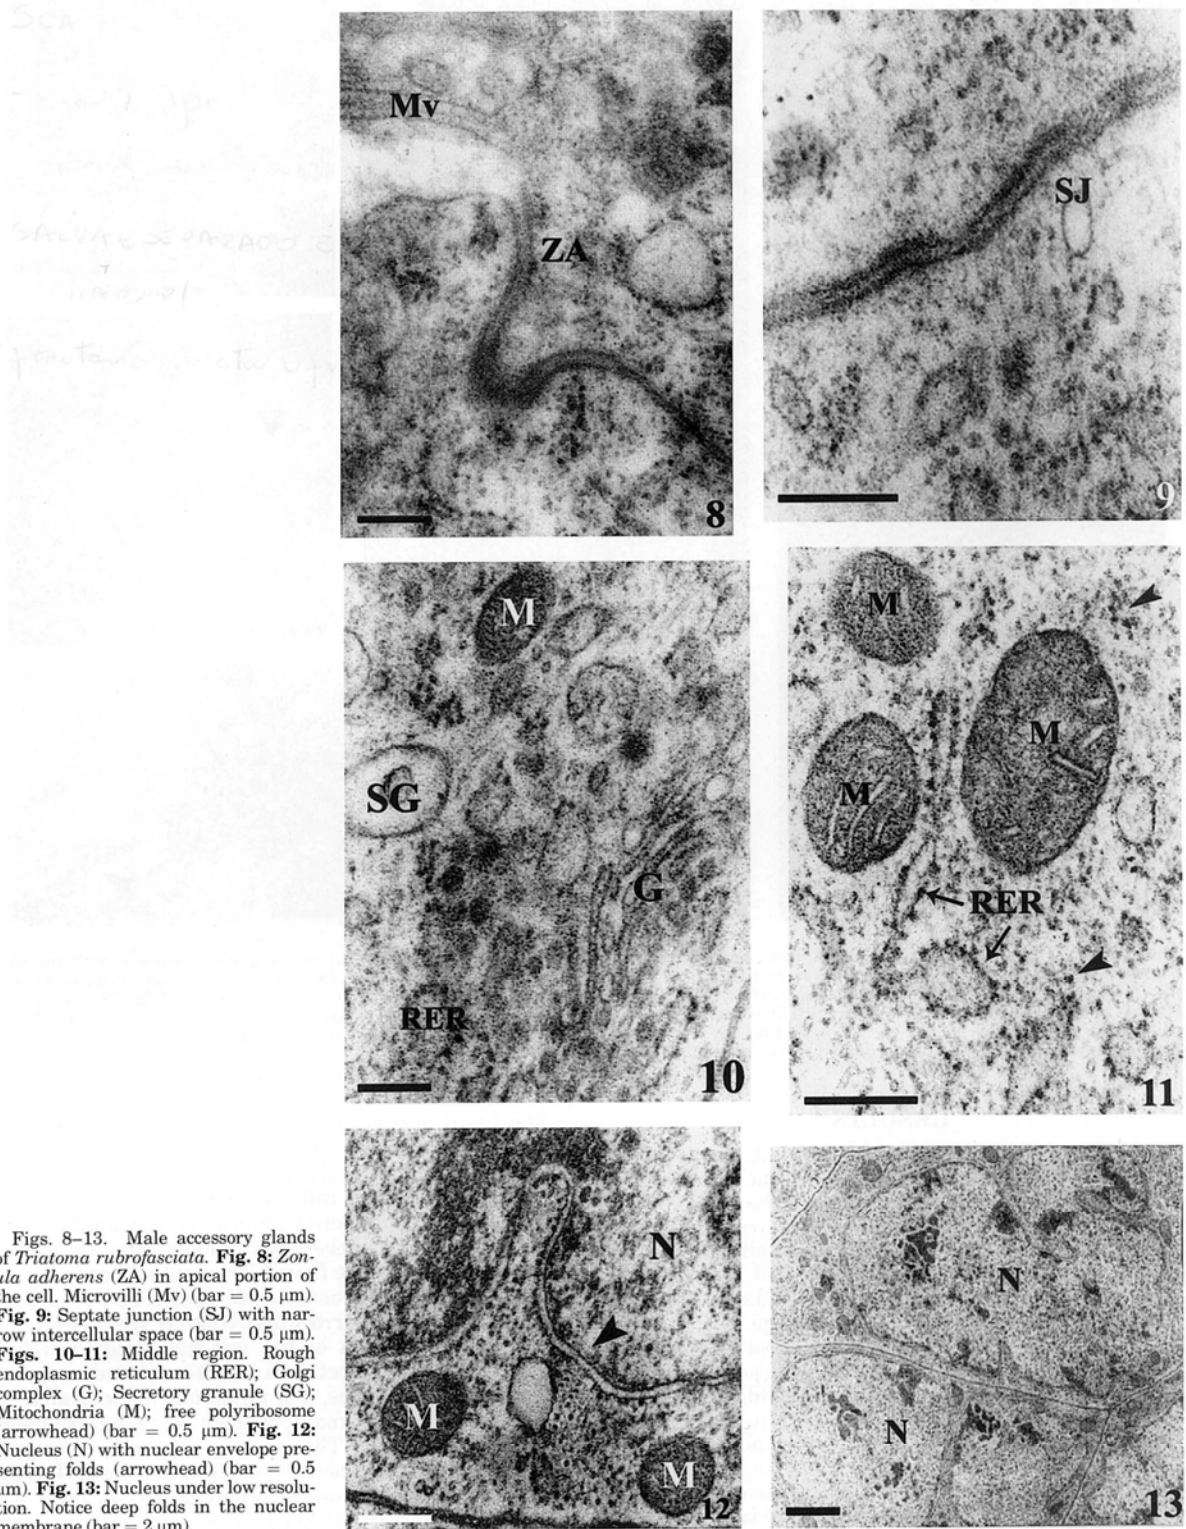 Mv
ZA
8
SJ
9
M
SG
G
RER
10
M
M
M
RER
11
N
M
M
12
N
N
13
Figs. 8–13. Male accessory glands
of Triatoma rubrofasciata. Fig. 8: Zon-
ula adherens (ZA) in apical portion of
the cell. Microvilli (Mv) (bar = 0.5 μm).
Fig. 9: Septate junction (SJ) with nar-
row intercellular space (bar = 0.5 μm).
Figs. 10–11: Middle region. Rough
endoplasmic reticulum (RER); Golgi
complex (G); Secretory granule (SG);
Mitochondria (M); free polyribosome
(arrowhead) (bar = 0.5 μm). Fig. 12:
Nucleus (N) with nuclear envelope pre-
senting folds (arrowhead) (bar = 0.5
μm). Fig. 13: Nucleus under low resolu-
tion. Notice deep folds in the nuclear
membrane (bar = 2 μm).